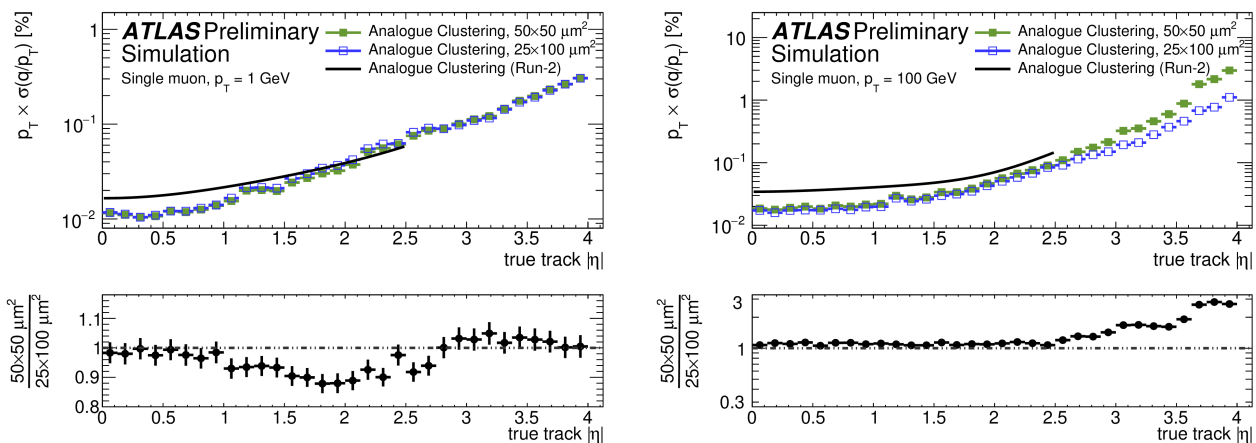 ATLAS Preliminary
Simulation
Single muon, p_T = 1 GeV
Analogue Clustering, 50×50 μm²
Analogue Clustering, 25×100 μm²
Analogue Clustering (Run-2)
p_T × σ(q/p_T) [%]
1
10⁻¹
10⁻²
0 0.5 1 1.5 2 2.5 3 3.5 4
true track |η|
50×50 μm²
25×100 μm²
1.1
1
0.9
0.8
0 0.5 1 1.5 2 2.5 3 3.5 4
true track |η|
ATLAS Preliminary
Simulation
Single muon, p_T = 100 GeV
Analogue Clustering, 50×50 μm²
Analogue Clustering, 25×100 μm²
Analogue Clustering (Run-2)
p_T × σ(q/p_T) [%]
10
1
10⁻¹
10⁻²
0 0.5 1 1.5 2 2.5 3 3.5 4
true track |η|
50×50 μm²
25×100 μm²
3
1
0.3
0 0.5 1 1.5 2 2.5 3 3.5 4
true track |η|